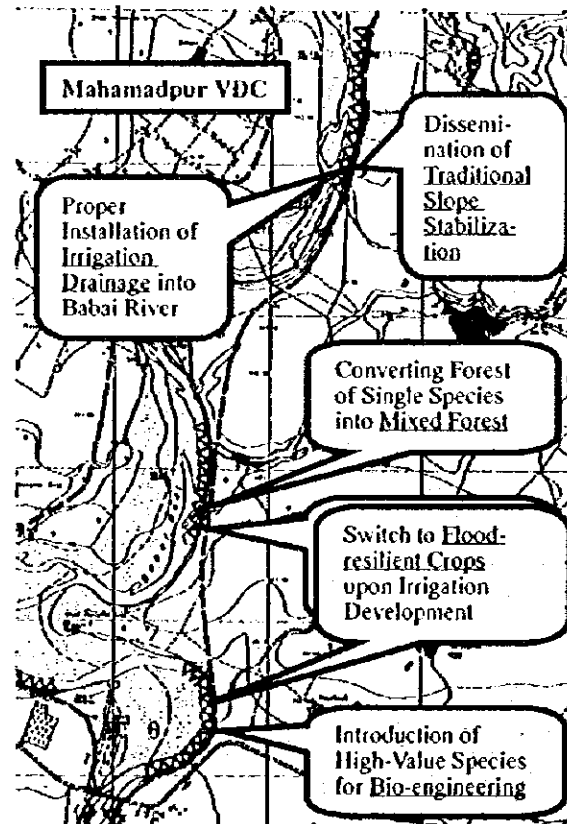 Mahamadpur VDC
Dissemi-
nation of
Traditional
Slope
Stabiliza-
tion
Proper
Installation of
Irrigation
Drainage into
Babai River
Converting Forest
of Single Species
into Mixed Forest
Switch to Flood-
resilient Crops
upon Irrigation
Development
Introduction of
High-Value Species
for Bio-engineering